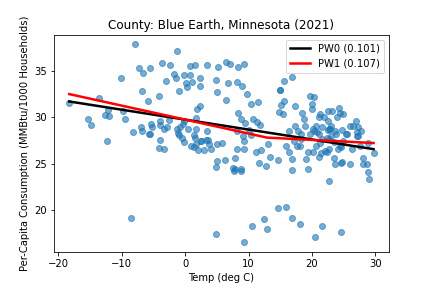 County: Blue Earth, Minnesota (2021)
Per-Capita Consumption (MMBtu/1000 Households)
PW0 (0.101)
PW1 (0.107)
35
30
25
20
−20
−10
0
10
20
30
Temp (deg C)